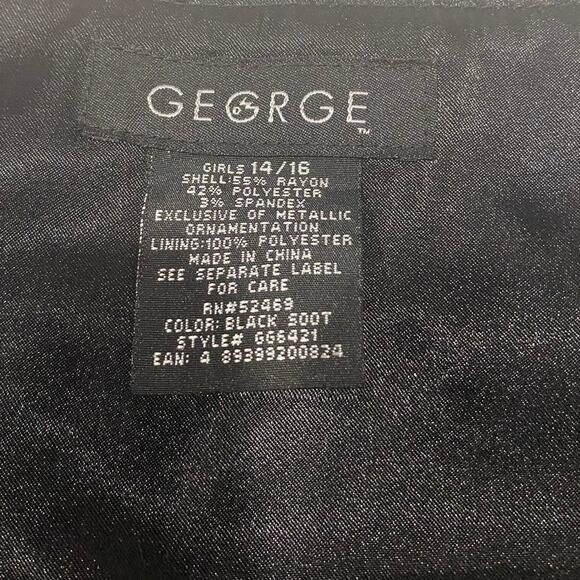 GEORGE
™
GIRLS 14/16
SHELL:55% RAYON
42% POLYESTER
3% SPANDEX
EXCLUSIVE OF METALLIC
ORNAMENTATION
LINING:100% POLYESTER
MADE IN CHINA
SEE SEPARATE LABEL
FOR CARE
RN#52469
COLOR: BLACK SOOT
STYLE# GG6421
EAN: 4 89399200824